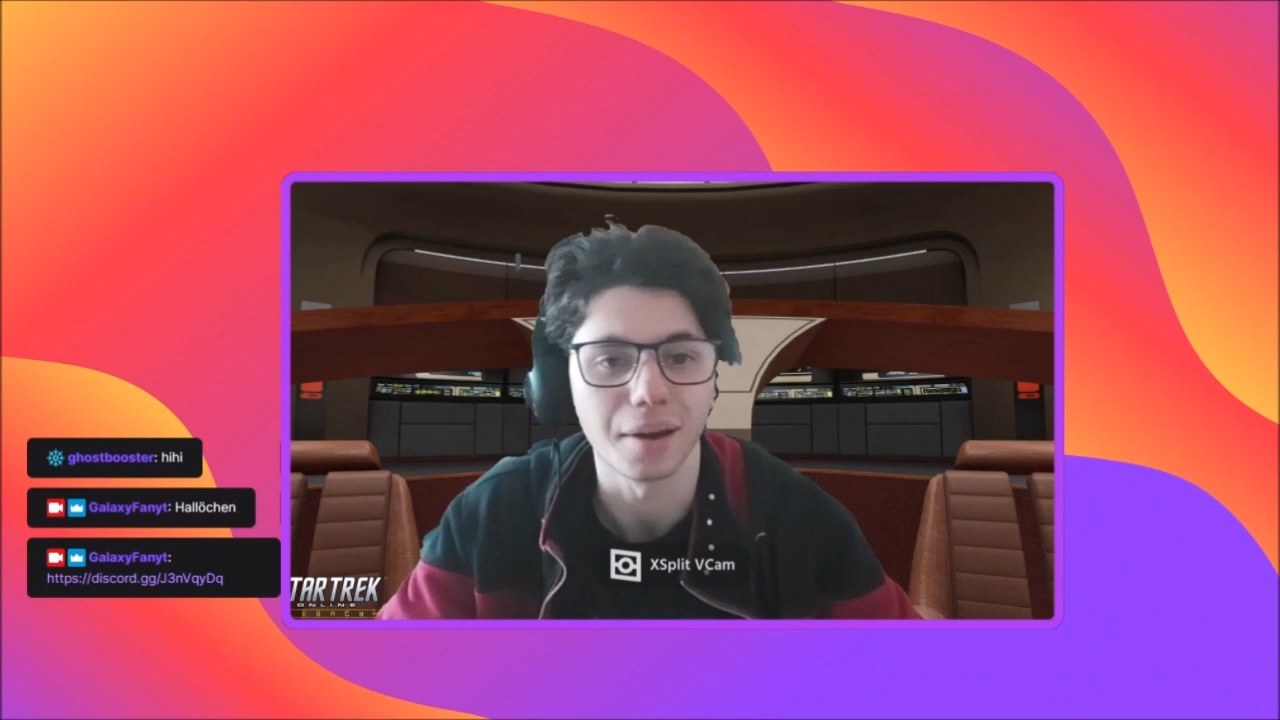 ghostbooster: hihi
GalaxyFanyt: Hallöchen
GalaxyFanyt:
https://discord.gg/J3nVqyDq
XSplit VCam
TAR TREK
ONLINE